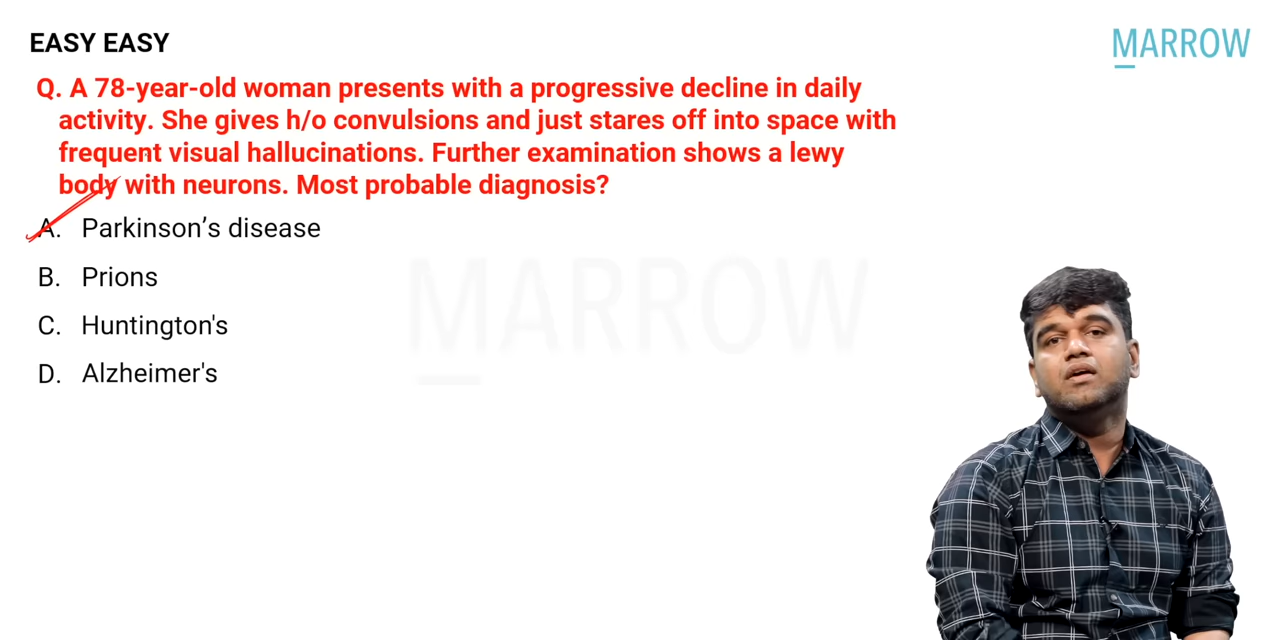 EASY EASY
MARROW
Q. A 78-year-old woman presents with a progressive decline in daily
activity. She gives h/o convulsions and just stares off into space with
frequent visual hallucinations. Further examination shows a lewy
body with neurons. Most probable diagnosis?
A. Parkinson’s disease
B. Prions
C. Huntington's
D. Alzheimer's
MARROW